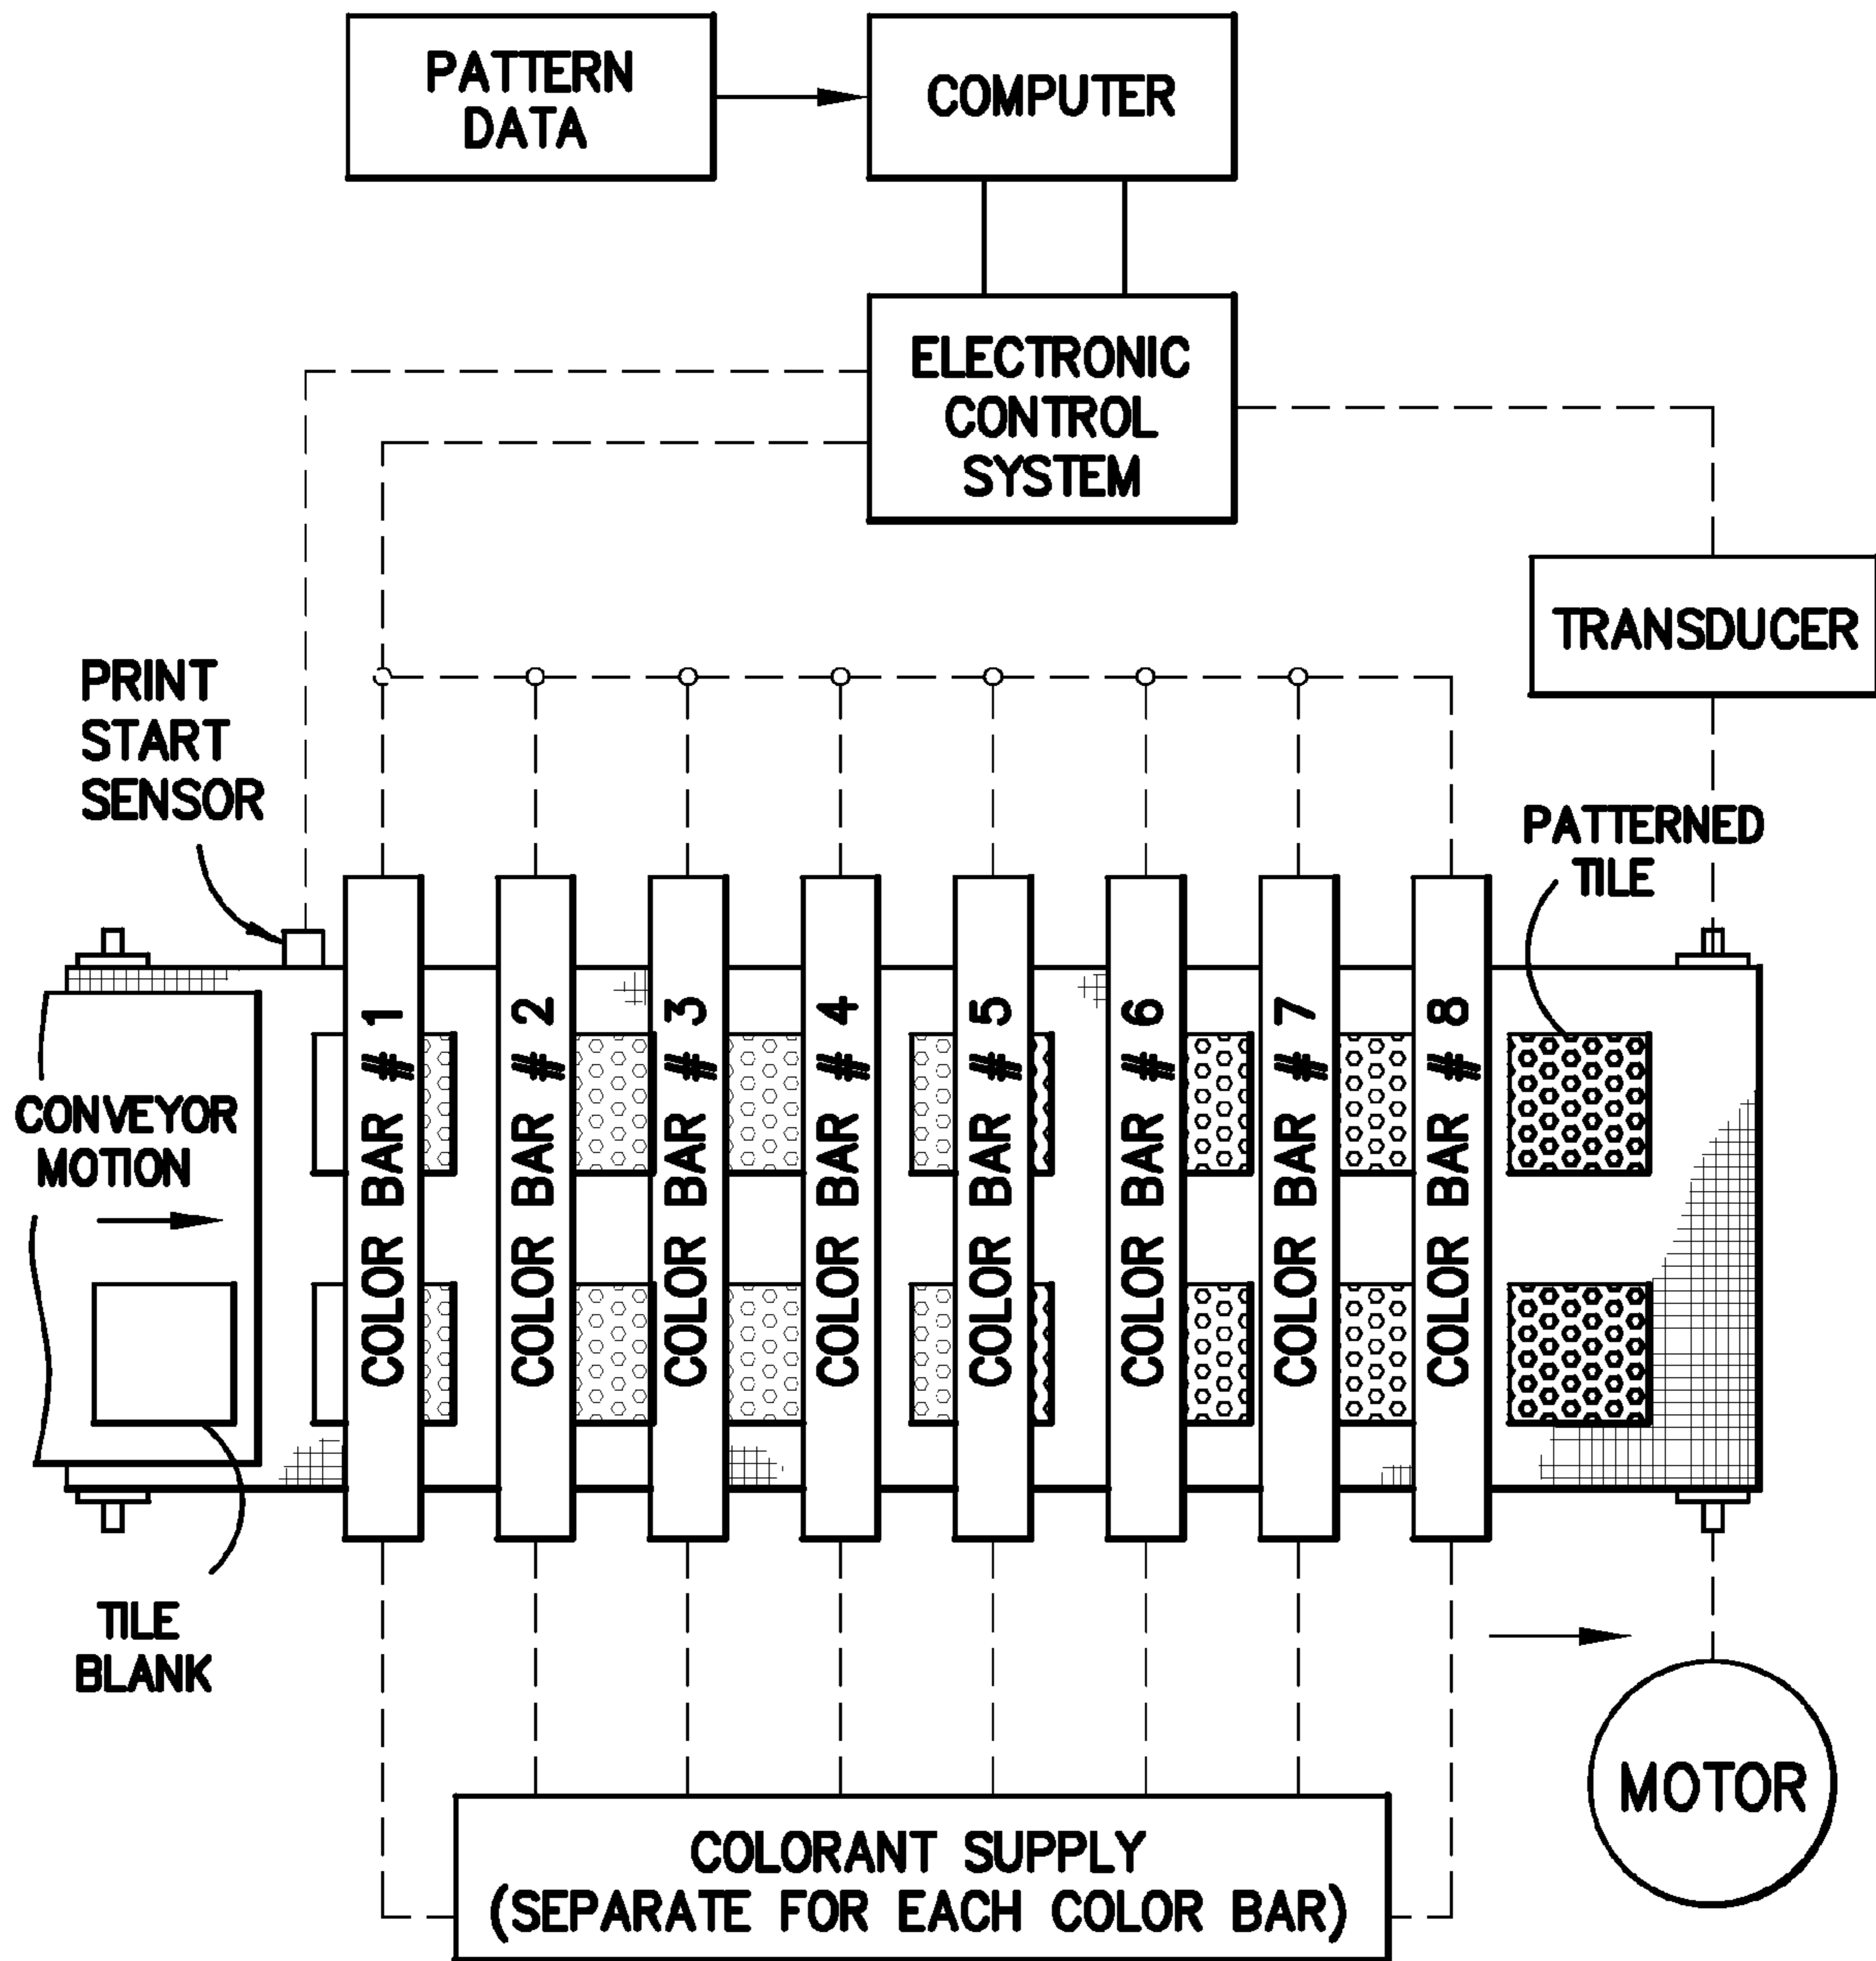 PATTERN
DATA
COMPUTER
ELECTRONIC
CONTROL
SYSTEM
TRANSDUCER
PRINT
START
SENSOR
PATTERNED
TILE
CONVEYOR
MOTION
COLOR BAR # 1
COLOR BAR # 2
COLOR BAR # 3
COLOR BAR # 4
COLOR BAR # 5
COLOR BAR # 6
COLOR BAR # 7
COLOR BAR # 8
TILE
BLANK
MOTOR
COLORANT SUPPLY
(SEPARATE FOR EACH COLOR BAR)